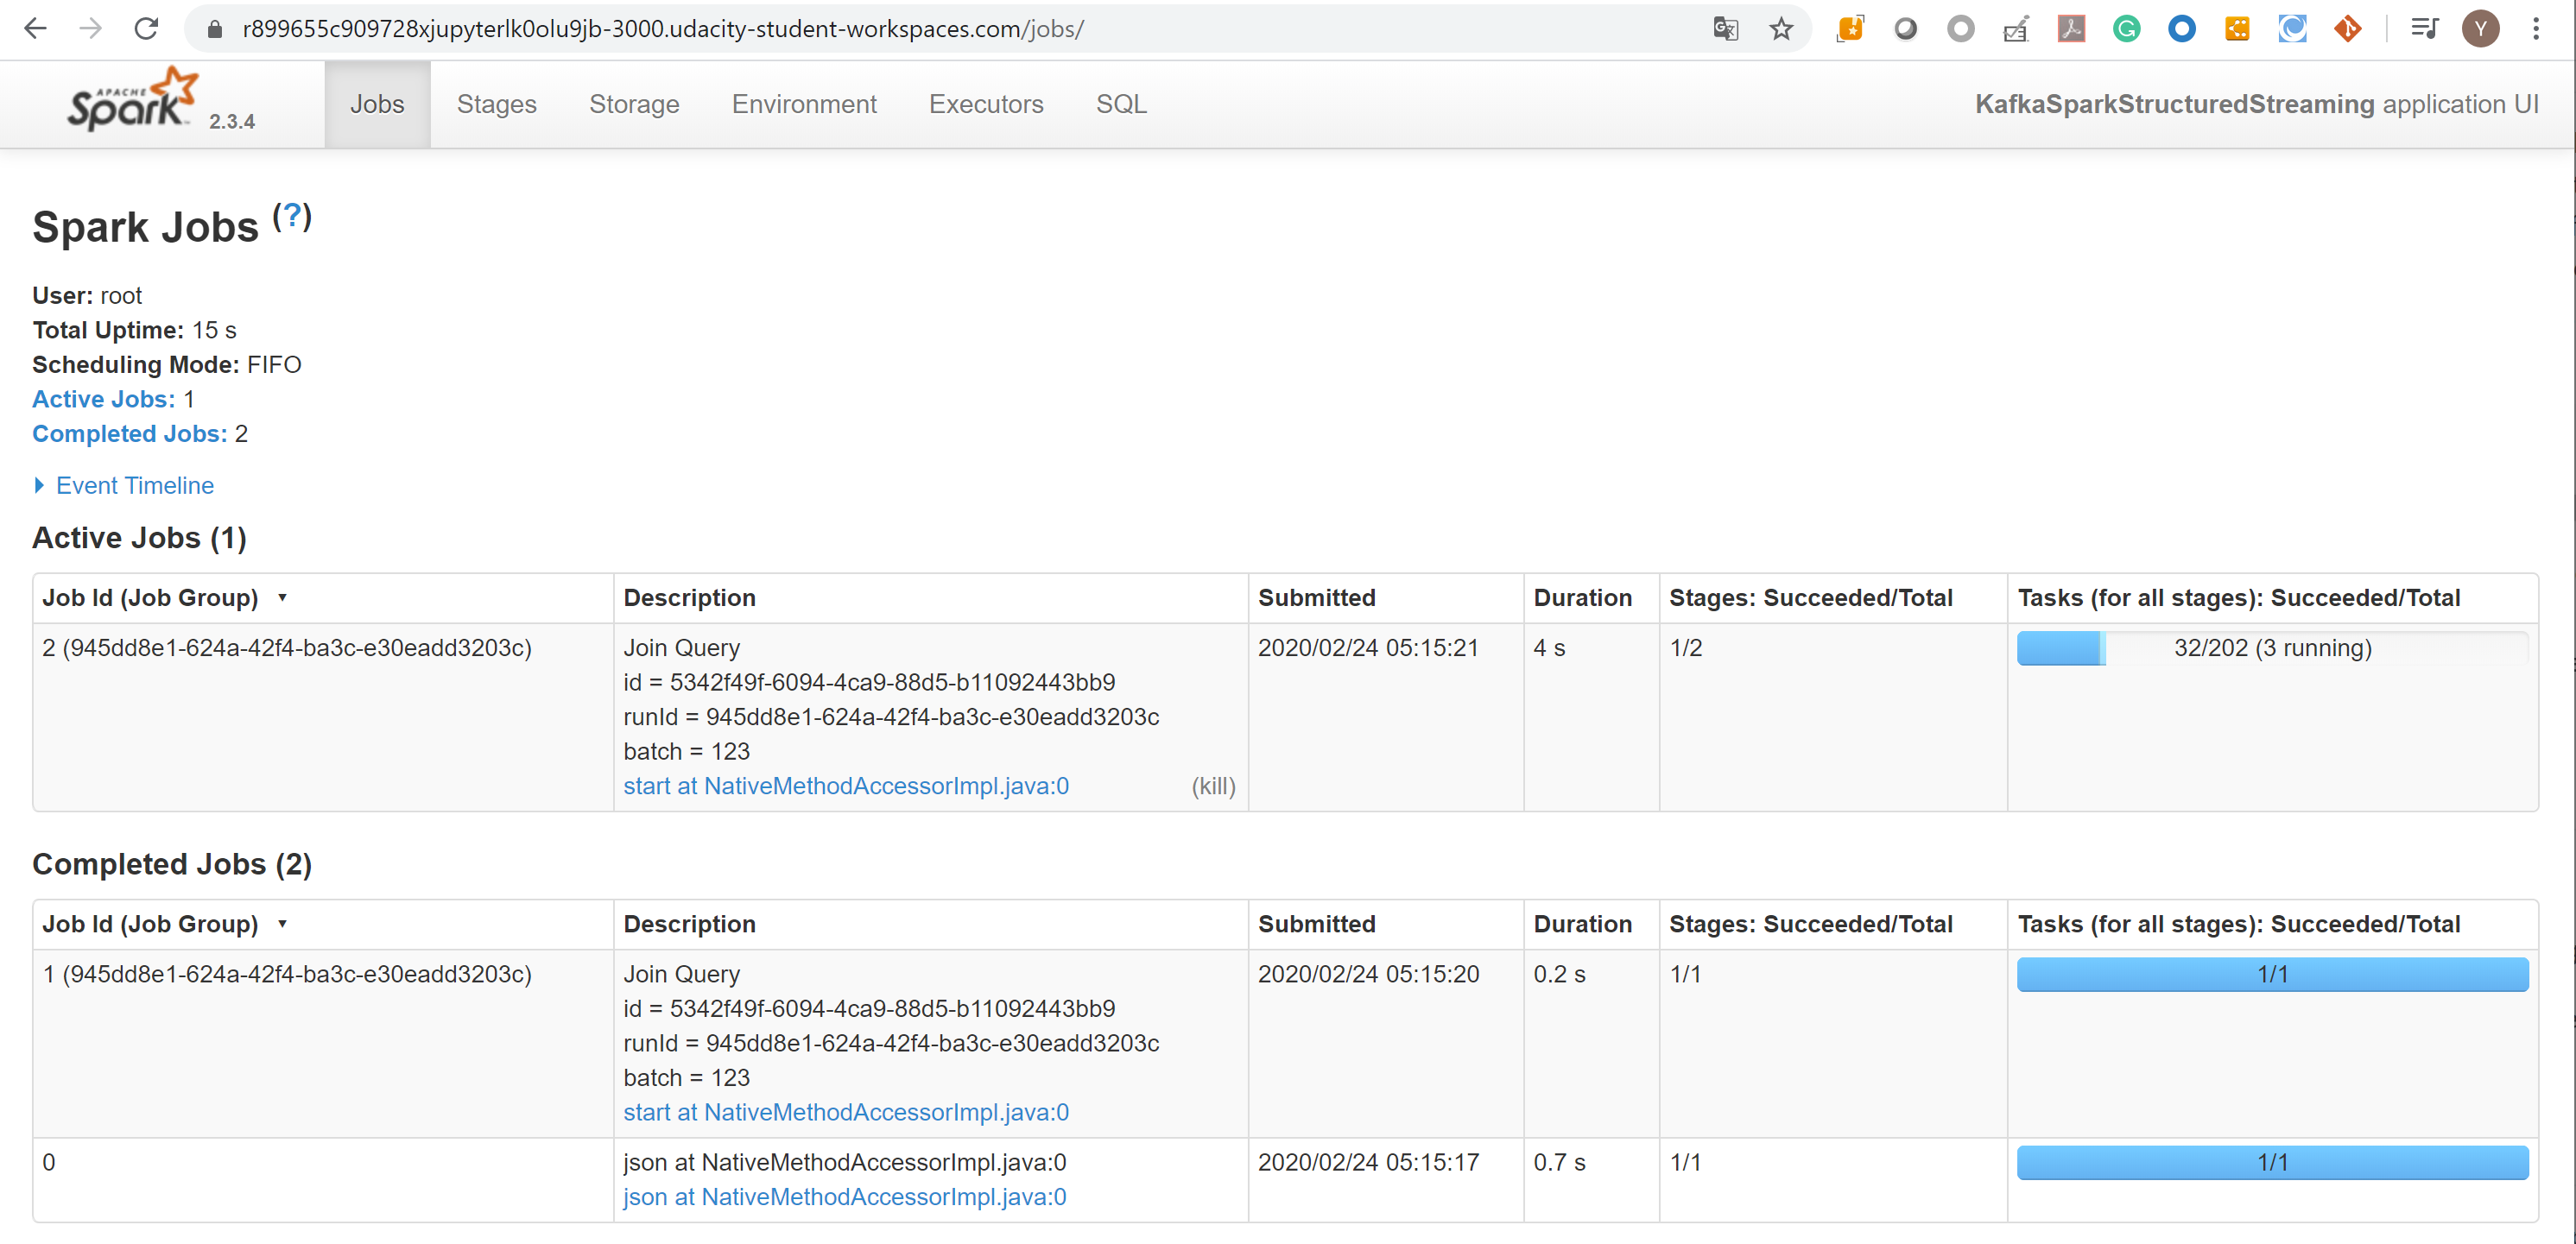 r899655c909728xjupyterlk0olu9jb-3000.udacity-student-workspaces.com/jobs/
Y
APACHE Spark 2.3.4 Jobs Stages Storage Environment Executors SQL KafkaSparkStructuredStreaming application UI
Spark Jobs (?)
User: root
Total Uptime: 15 s
Scheduling Mode: FIFO
Active Jobs: 1
Completed Jobs: 2
Event Timeline
Active Jobs (1)
Job Id (Job Group) Description Submitted Duration Stages: Succeeded/Total Tasks (for all stages): Succeeded/Total
2 (945dd8e1-624a-42f4-ba3c-e30eadd3203c) Join Query 2020/02/24 05:15:21 4 s 1/2 32/202 (3 running)
id = 5342f49f-6094-4ca9-88d5-b11092443bb9
runId = 945dd8e1-624a-42f4-ba3c-e30eadd3203c
batch = 123
start at NativeMethodAccessorImpl.java:0 (kill)
Completed Jobs (2)
Job Id (Job Group) Description Submitted Duration Stages: Succeeded/Total Tasks (for all stages): Succeeded/Total
1 (945dd8e1-624a-42f4-ba3c-e30eadd3203c) Join Query 2020/02/24 05:15:20 0.2 s 1/1 1/1
id = 5342f49f-6094-4ca9-88d5-b11092443bb9
runId = 945dd8e1-624a-42f4-ba3c-e30eadd3203c
batch = 123
start at NativeMethodAccessorImpl.java:0
0 json at NativeMethodAccessorImpl.java:0 2020/02/24 05:15:17 0.7 s 1/1 1/1
json at NativeMethodAccessorImpl.java:0